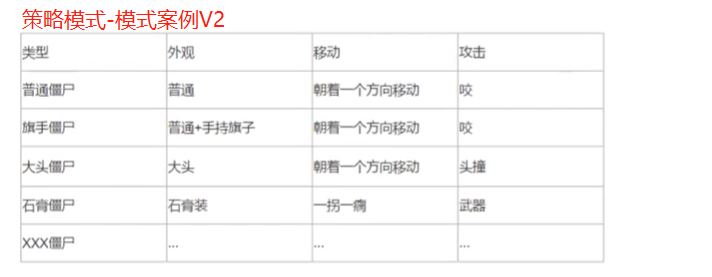 策略模式-模式案例V2
类型 外观 移动 攻击
普通僵尸 普通 朝着一个方向移动 咬
旗手僵尸 普通+手持旗子 朝着一个方向移动 咬
大头僵尸 大头 朝着一个方向移动 头撞
石膏僵尸 石膏装 一拐一瘸 武器
XXX僵尸 ... ... ...